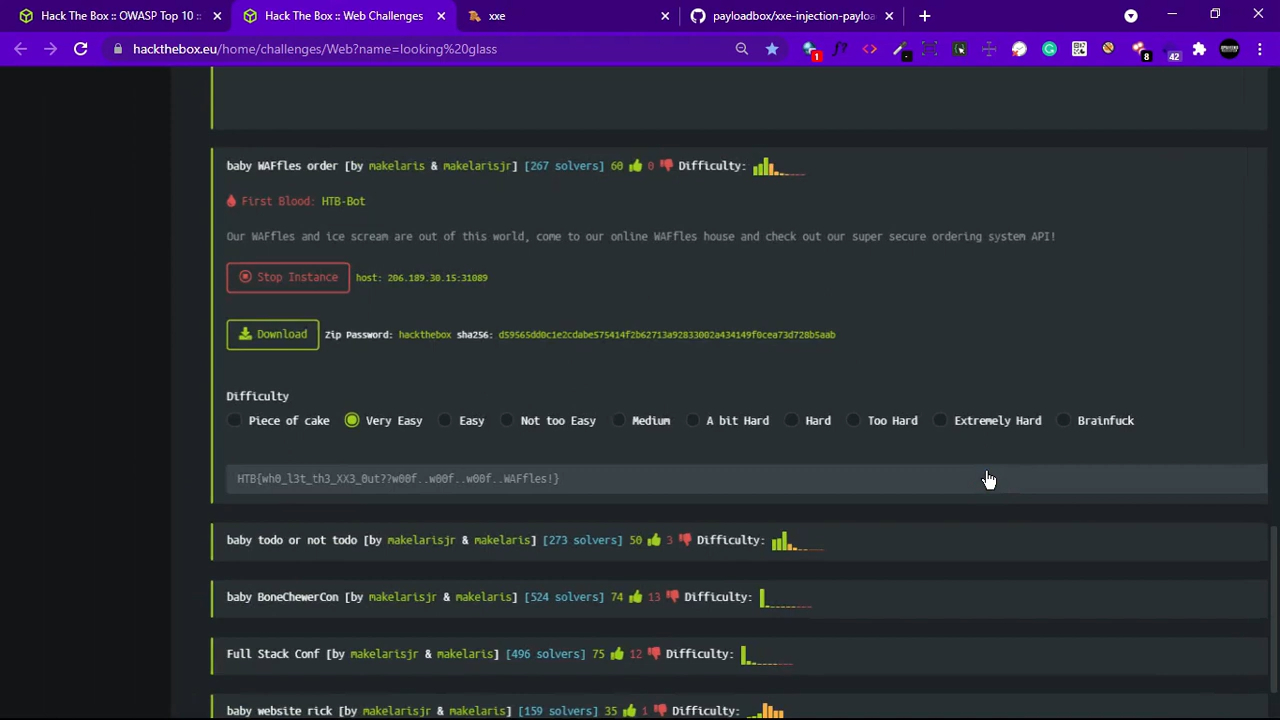 Hack The Box :: OWASP Top 10 ::
Hack The Box :: Web Challenges
xxe
payloadbox/xxe-injection-payloa
hackthebox.eu/home/challenges/Web?name=looking%20glass
1
8
42
baby WAFfles order [by makelaris & makelarisjr] [267 solvers] 60 0 Difficulty:
First Blood: HTB-Bot
Our WAFfles and ice scream are out of this world, come to our online WAFfles house and check out our super secure ordering system API!
Stop Instance host: 206.189.30.15:31089
Download Zip Password: hackthebox sha256: d59565dd0c1e2cdabe575414f2b62713a92833002a434149f0cea73d728b5aab
Difficulty
Piece of cake Very Easy Easy Not too Easy Medium A bit Hard Hard Too Hard Extremely Hard Brainfuck
HTB{wh0_l3t_th3_XX3_0ut??w00f..w00f..w00f..WAFfles!}
baby todo or not todo [by makelarisjr & makelaris] [273 solvers] 50 3 Difficulty:
baby BoneChewerCon [by makelarisjr & makelaris] [524 solvers] 74 13 Difficulty:
Full Stack Conf [by makelarisjr & makelaris] [496 solvers] 75 12 Difficulty:
baby website rick [by makelarisjr & makelaris] [159 solvers] 35 1 Difficulty: